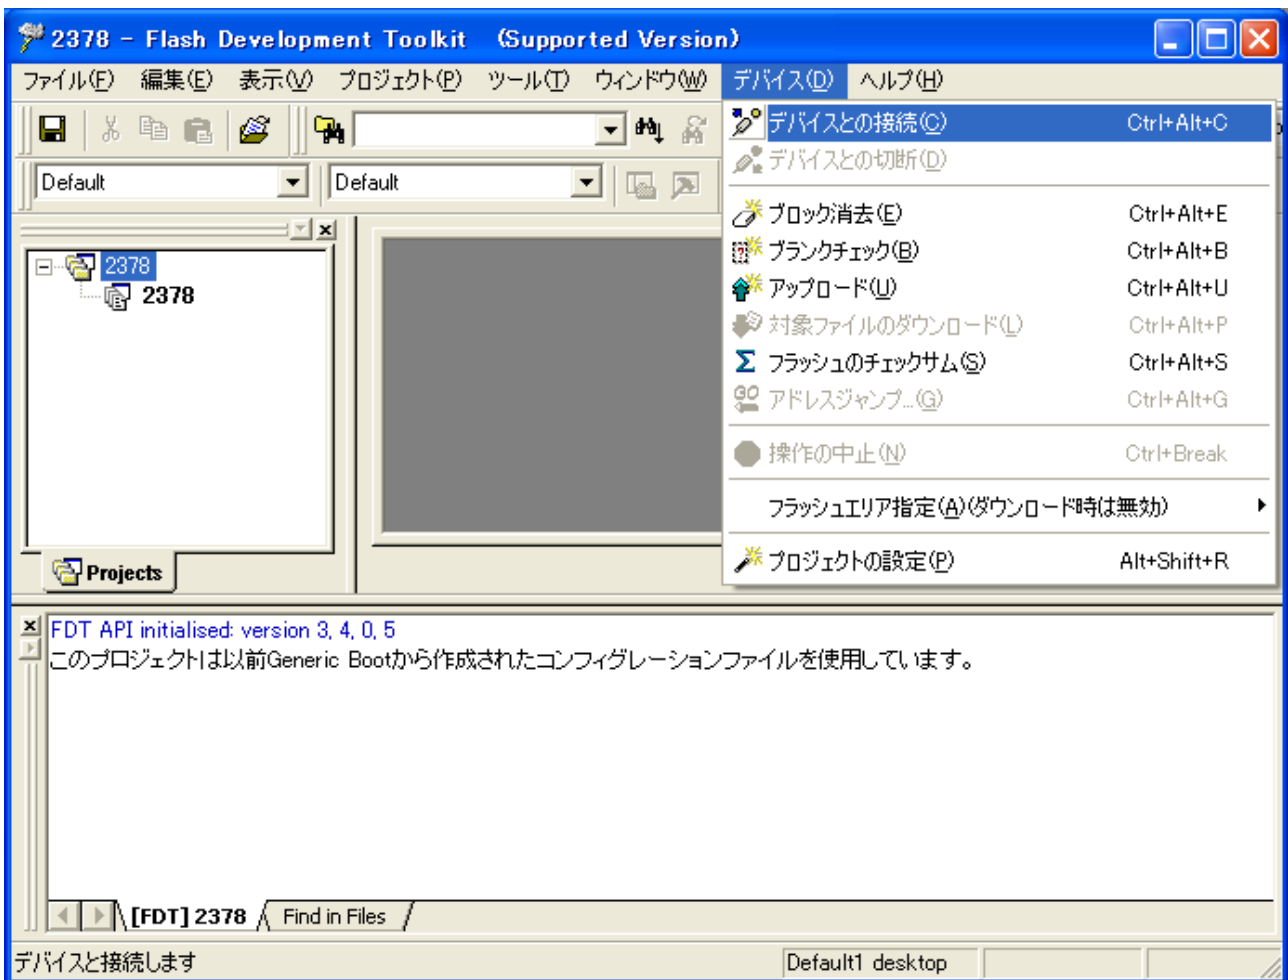 2378 - Flash Development Toolkit (Supported Version)
ファイル(F) 編集(E) 表示(V) プロジェクト(P) ツール(T) ウィンドウ(W) デバイス(D) ヘルプ(H)
デバイスとの接続(C) Ctrl+Alt+C
デバイスとの切断(D)
Default Default
ブロック消去(E) Ctrl+Alt+E
ブランクチェック(B) Ctrl+Alt+B
アップロード(U) Ctrl+Alt+U
対象ファイルのダウンロード(L) Ctrl+Alt+P
フラッシュのチェックサム(S) Ctrl+Alt+S
アドレスジャンプ...(G) Ctrl+Alt+G
操作の中止(N) Ctrl+Break
フラッシュエリア指定(A)(ダウンロード時は無効)
プロジェクトの設定(P) Alt+Shift+R
2378
2378
Projects
FDT API initialised: version 3, 4, 0, 5
このプロジェクトは以前Generic Bootから作成されたコンフィグレーションファイルを使用しています。
[FDT] 2378 Find in Files
デバイスと接続します Default1 desktop